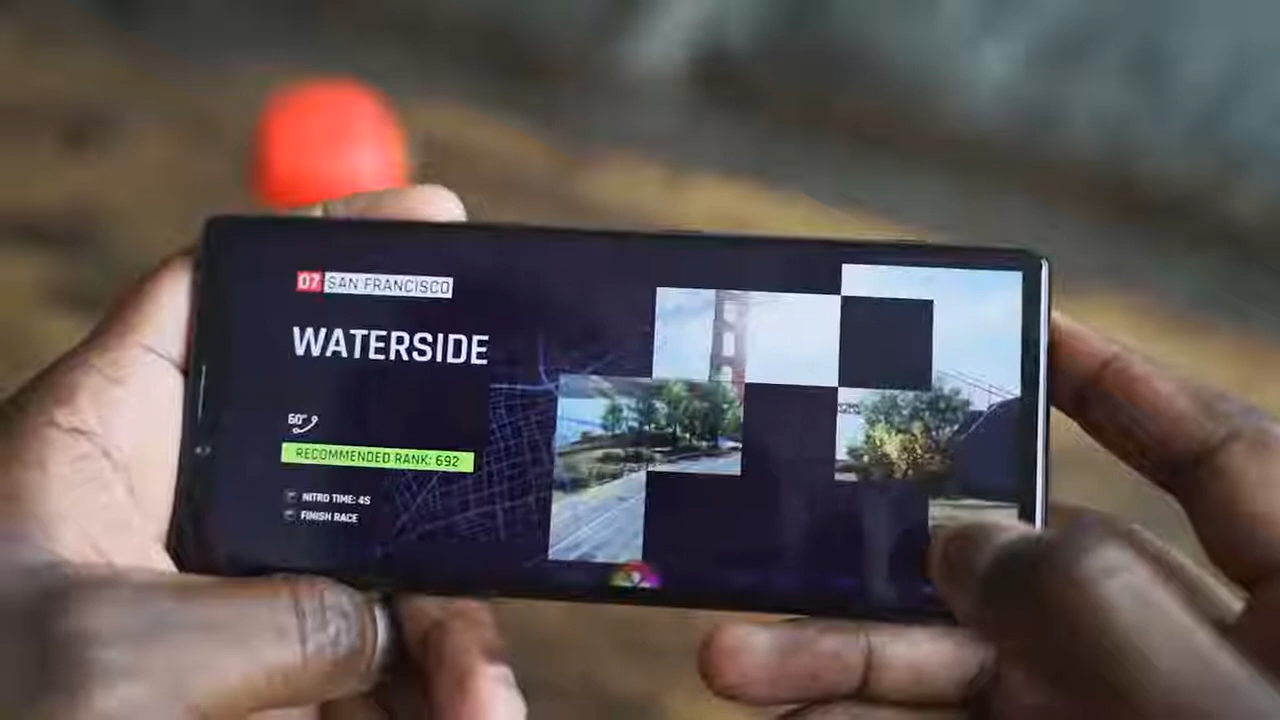 07 SAN FRANCISCO
WATERSIDE
60"
RECOMMENDED RANK: 692
NITRO TIME: 4S
FINISH RACE